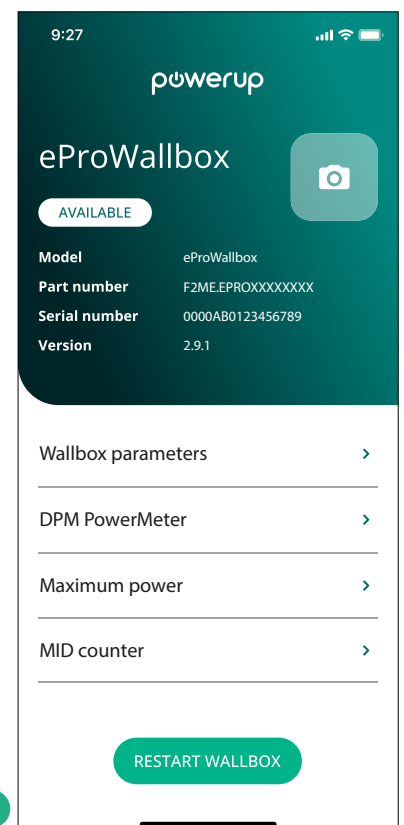 9:27
powerup
eProWallbox
AVAILABLE
Model eProWallbox
Part number F2ME.EPROXXXXXXXX
Serial number 0000AB0123456789
Version 2.9.1
Wallbox parameters
DPM PowerMeter
Maximum power
MID counter
RESTART WALLBOX